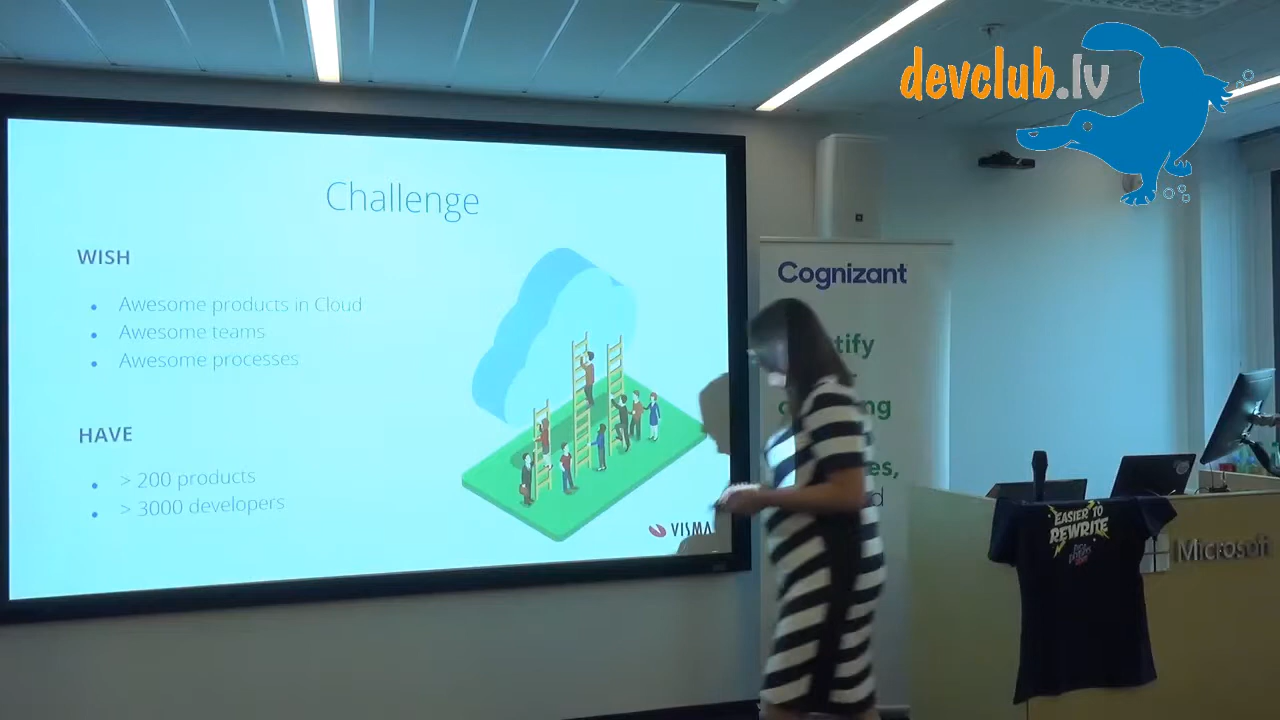 devclub.lv
Challenge
WISH
• Awesome products in Cloud
• Awesome teams
• Awesome processes
HAVE
• > 200 products
• > 3000 developers
VISMA
Cognizant
EASIER TO
REWRITE
Microsoft